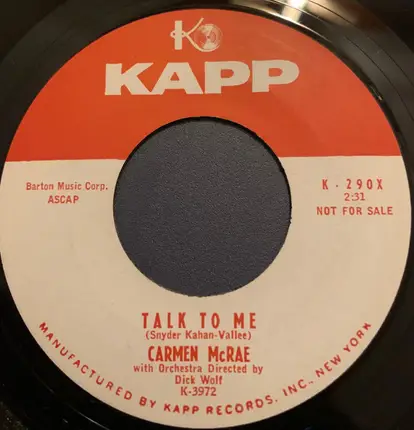 K
KAPP
Barton Music Corp.
ASCAP
K - 290X
2:31
NOT FOR SALE
TALK TO ME
(Snyder Kahan-Vallee)
CARMEN McRAE
with Orchestra Directed by
Dick Wolf
K-3972
MANUFACTURED BY KAPP RECORDS, INC., NEW YORK